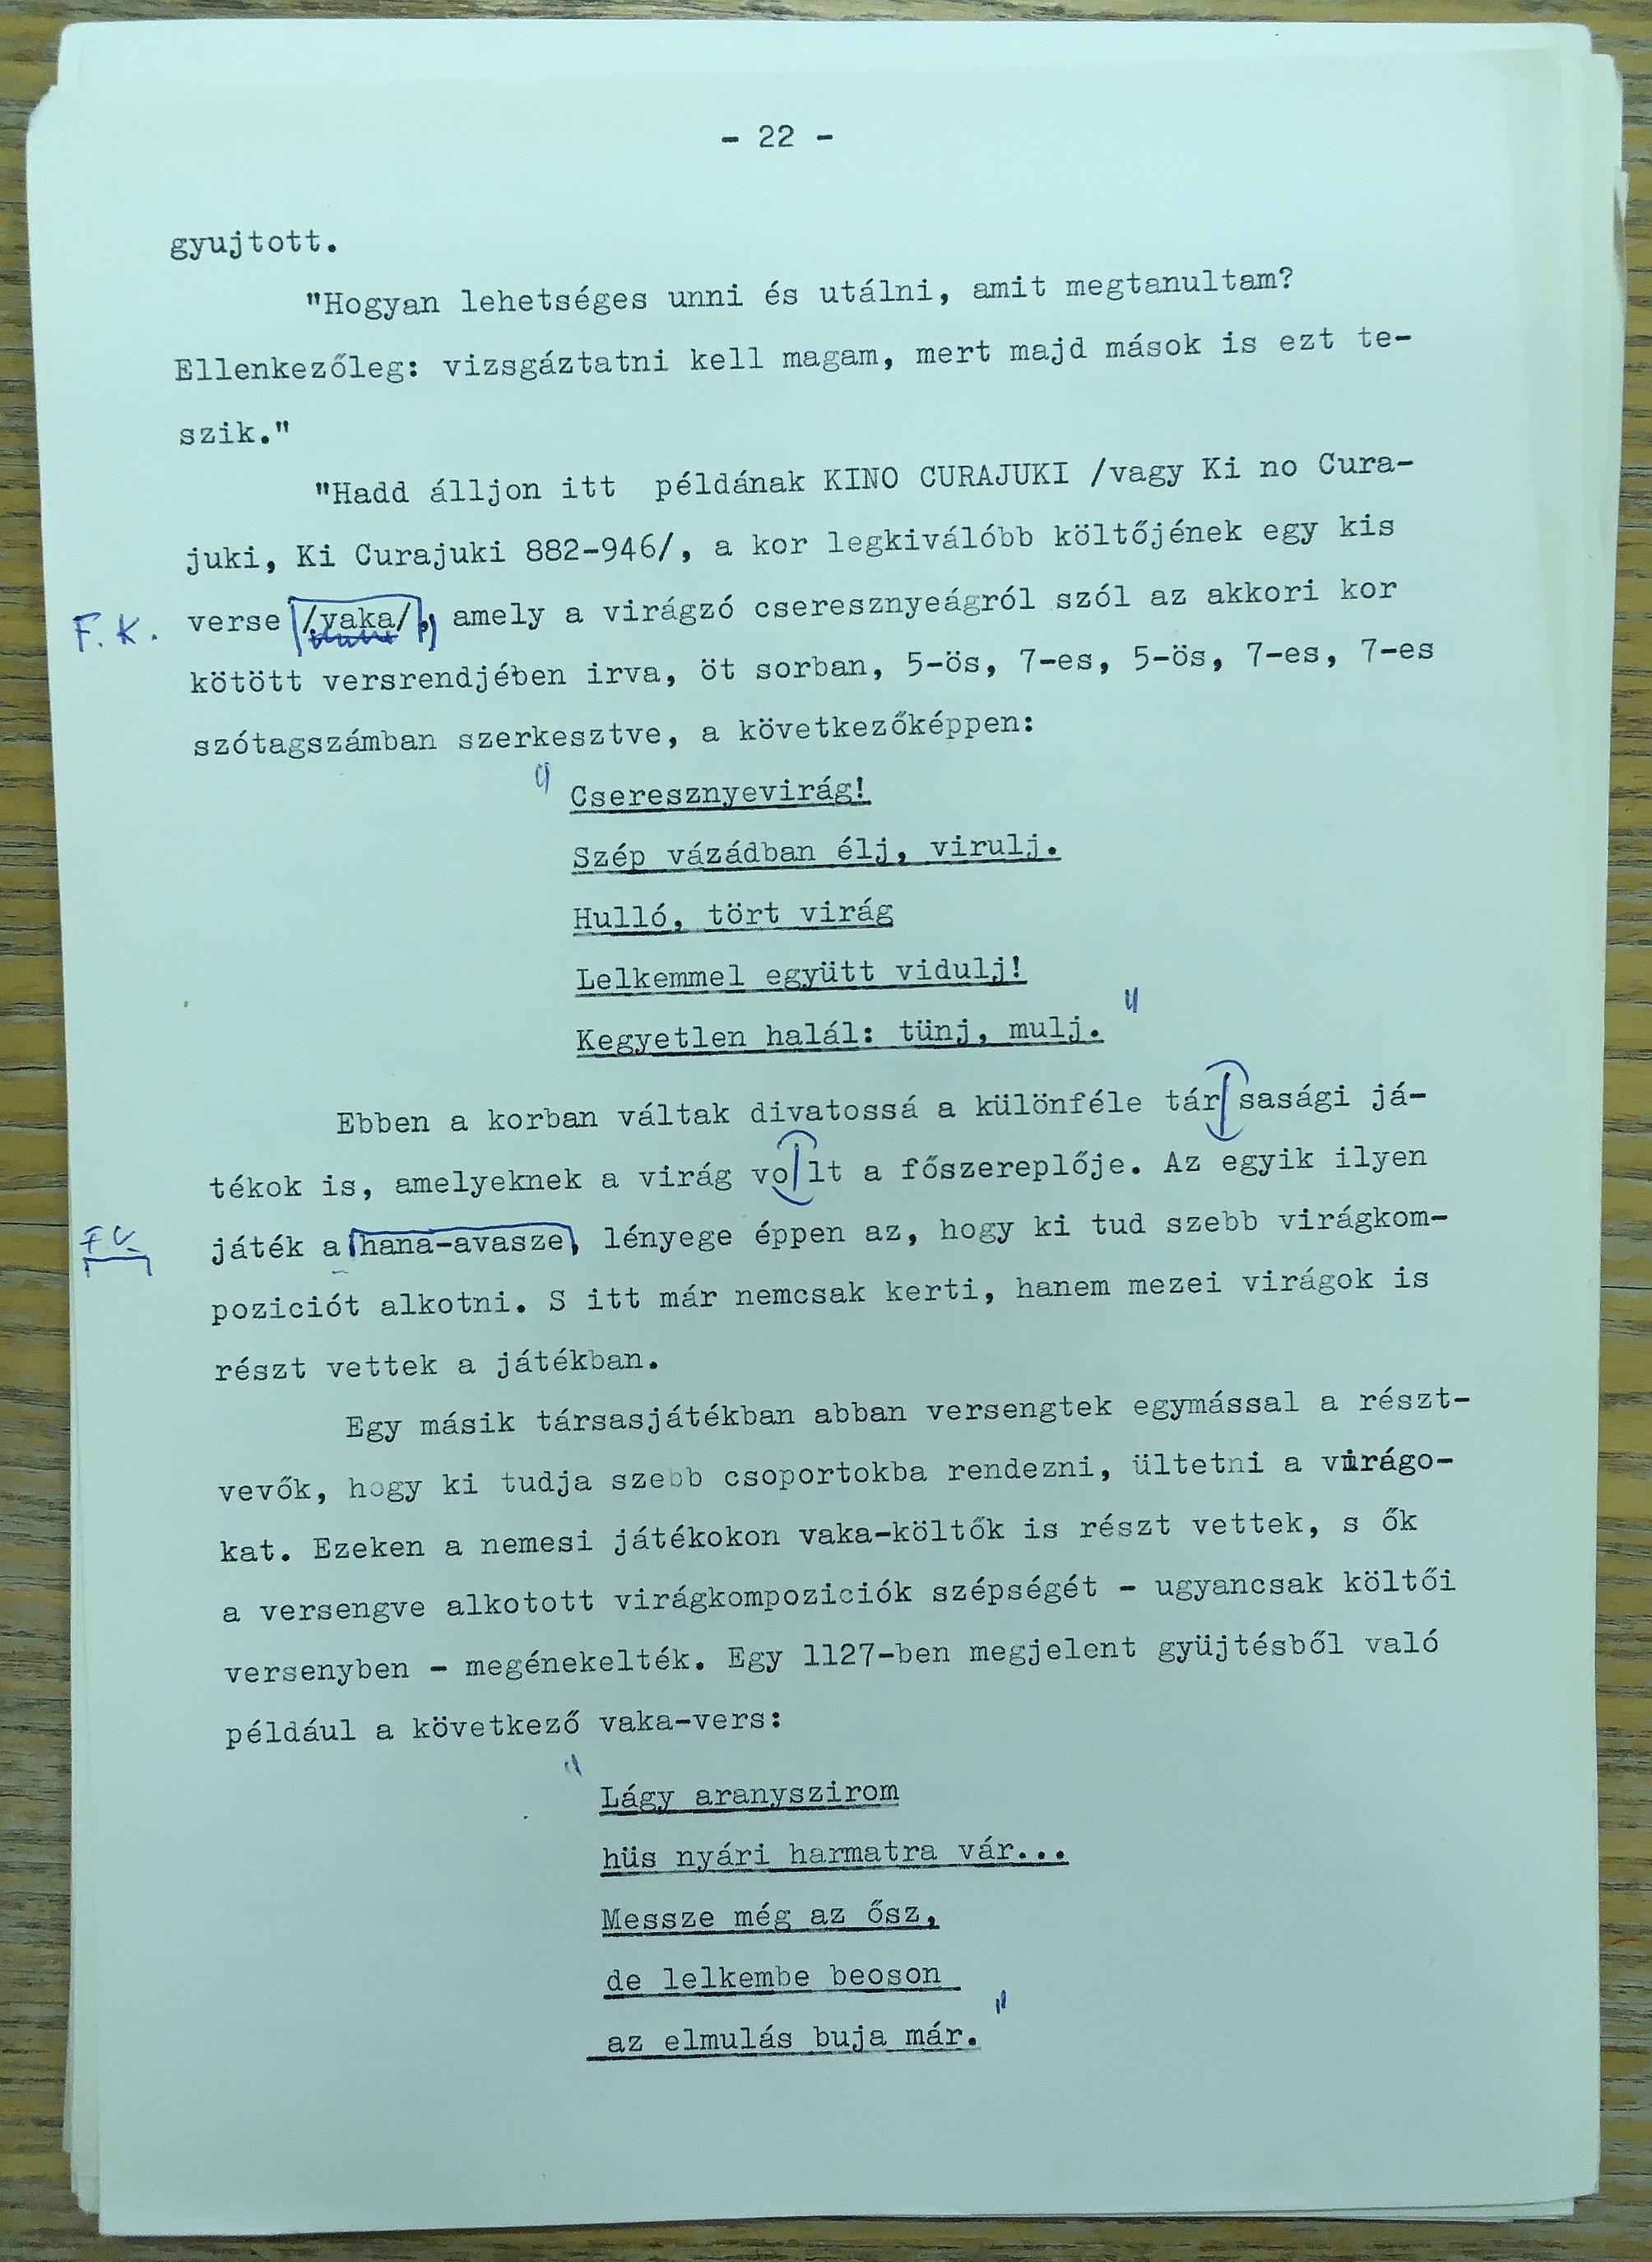 - 22 -
gyujtott.
"Hogyan lehetséges unni és utálni, amit megtanultam?
Ellenkezőleg: vizsgáztatni kell magam, mert majd mások is ezt te-
szik."
"Hadd álljon itt példának KINO CURAJUKI /vagy Ki no Cura-
juki, Ki Curajuki 882-946/, a kor legkiválóbb költőjének egy kis
F.K. verse /vaka/, amely a virágzó cseresznyeágról szól az akkori kor
kötött versrendjében irva, öt sorban, 5-ös, 7-es, 5-ös, 7-es, 7-es
szótagszámban szerkesztve, a következőképpen:
" Cseresznyevirág!
Szép vázádban élj, virulj.
Hulló, tört virág
Lelkemmel együtt vidulj!
Kegyetlen halál: tünj, mulj. "
Ebben a korban váltak divatossá a különféle társasági já-
tékok is, amelyeknek a virág volt a főszereplője. Az egyik ilyen
F.K. játék a hana-avasze, lényege éppen az, hogy ki tud szebb virágkom-
poziciót alkotni. S itt már nemcsak kerti, hanem mezei virágok is
részt vettek a játékban.
Egy másik társasjátékban abban versengtek egymással a részt-
vevők, hogy ki tudja szebb csoportokba rendezni, ültetni a virágo-
kat. Ezeken a nemesi játékokon vaka-költők is részt vettek, s ők
a versengve alkotott virágkompoziciók szépségét - ugyancsak költői
versenyben - megénekelték. Egy 1127-ben megjelent gyüjtésből való
például a következő vaka-vers:
" Lágy aranyszirom
hüs nyári harmatra vár...
Messze még az ősz,
de lelkembe beoson
az elmulás buja már. "